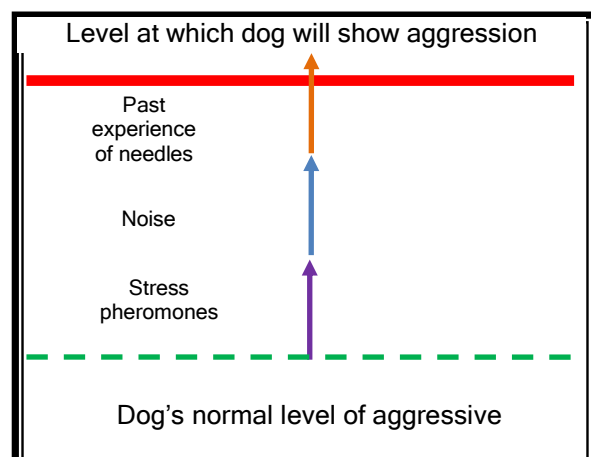 Level at which dog will show aggression
Past
experience
of needles
Noise
Stress
pheromones
Dog's normal level of aggressive